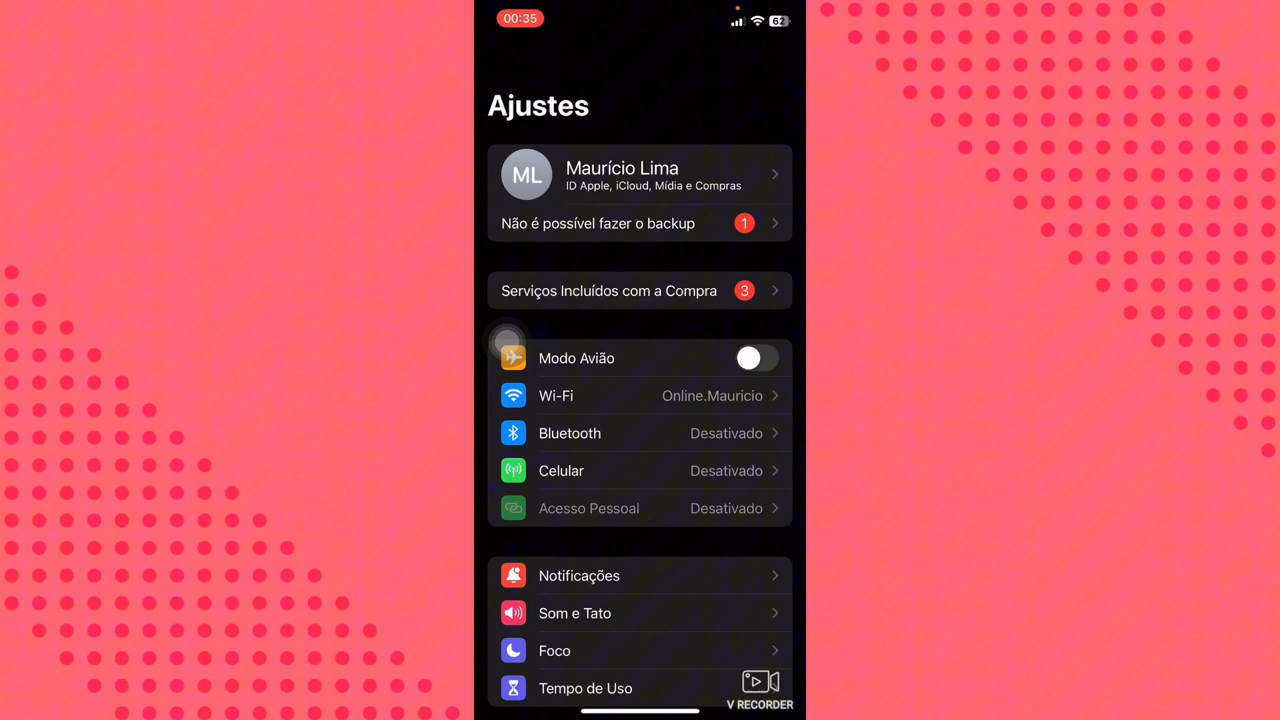 00:35
62
Ajustes
ML
Maurício Lima
ID Apple, iCloud, Mídia e Compras
Não é possível fazer o backup 1
Serviços Incluídos com a Compra 3
Modo Avião
Wi-Fi Online.Mauricio
Bluetooth Desativado
Celular Desativado
Acesso Pessoal Desativado
Notificações
Som e Tato
Foco
Tempo de Uso
V RECORDER